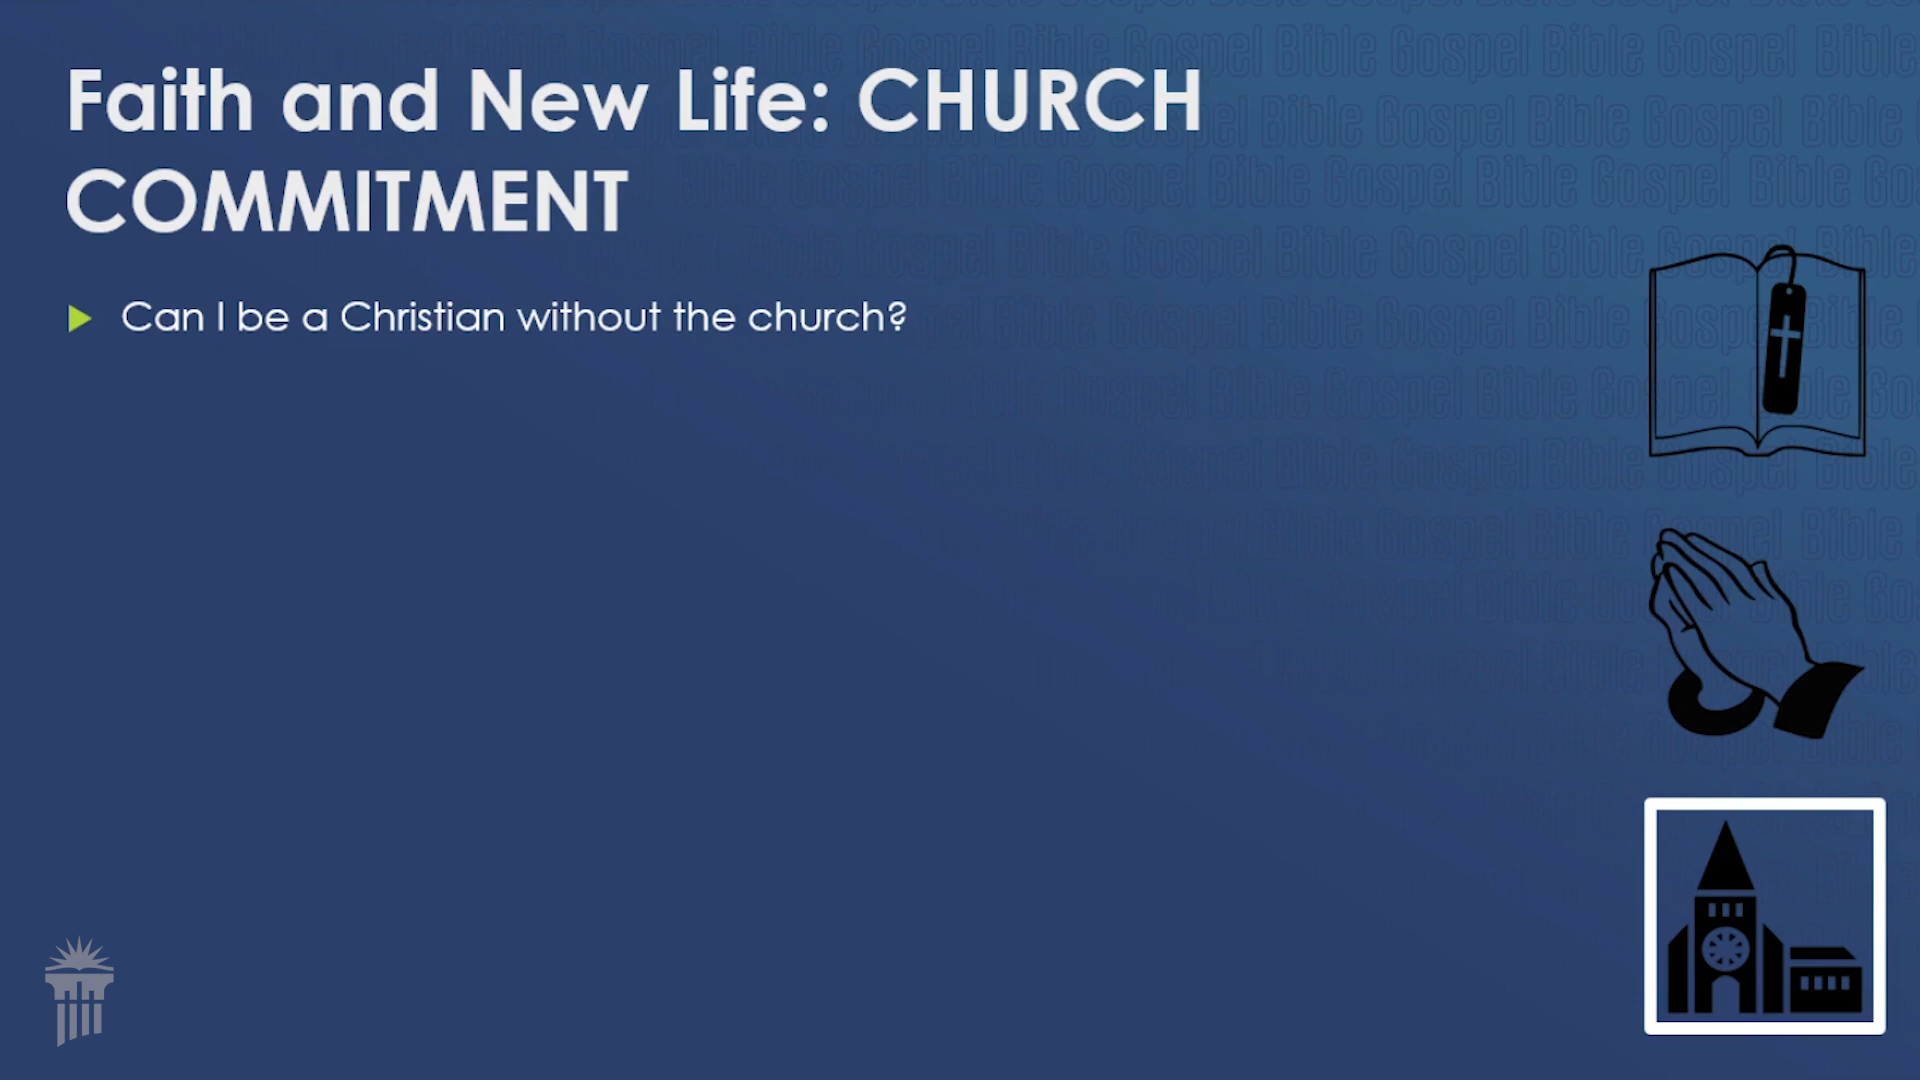 Faith and New Life: CHURCH
COMMITMENT
Can I be a Christian without the church?